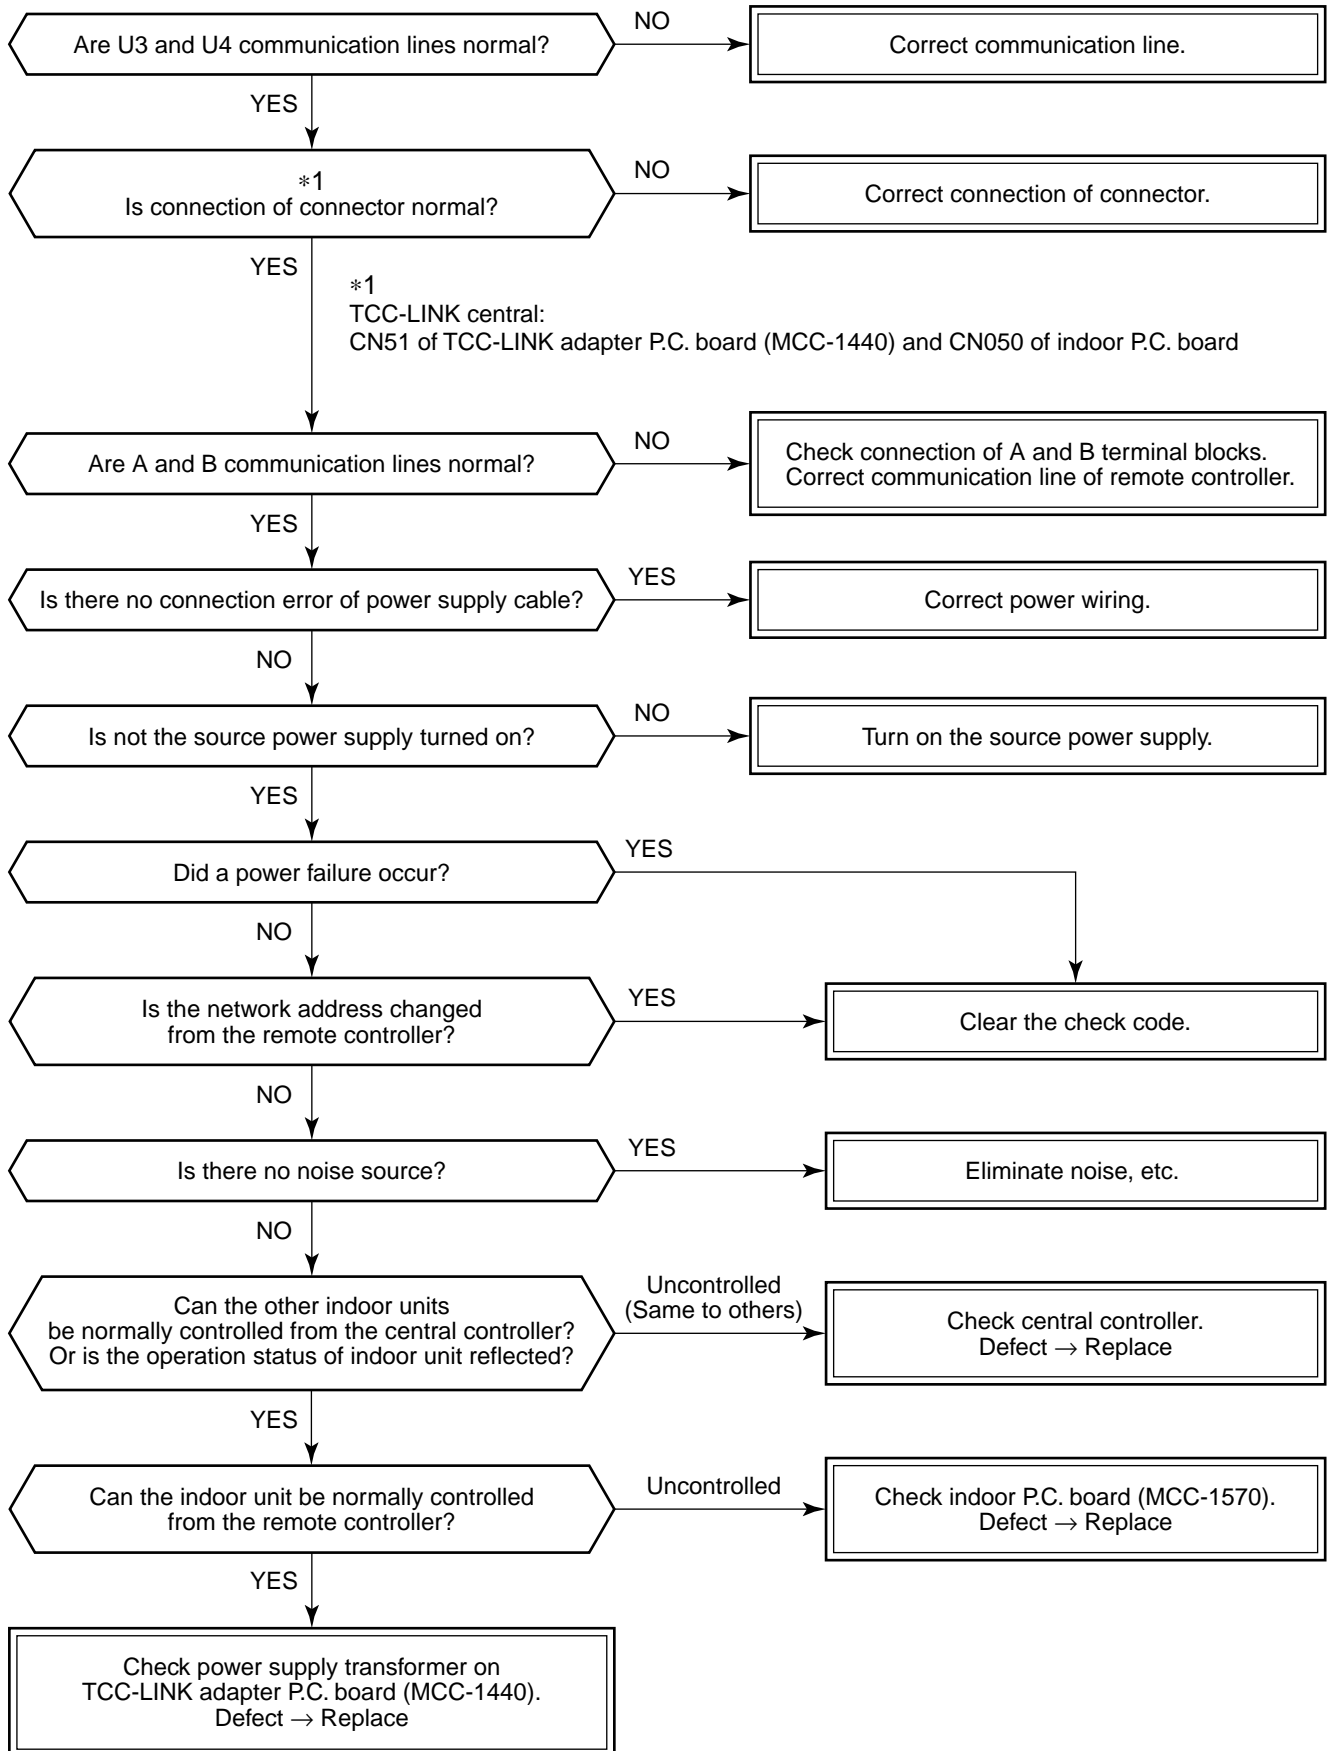 Are U3 and U4 communication lines normal?
NO
Correct communication line.
YES
*1
Is connection of connector normal?
NO
Correct connection of connector.
YES
*1
TCC-LINK central:
CN51 of TCC-LINK adapter P.C. board (MCC-1440) and CN050 of indoor P.C. board
Are A and B communication lines normal?
NO
Check connection of A and B terminal blocks.
Correct communication line of remote controller.
YES
Is there no connection error of power supply cable?
YES
Correct power wiring.
NO
Is not the source power supply turned on?
NO
Turn on the source power supply.
YES
Did a power failure occur?
YES
NO
Is the network address changed
from the remote controller?
YES
Clear the check code.
NO
Is there no noise source?
YES
Eliminate noise, etc.
NO
Can the other indoor units
be normally controlled from the central controller?
Or is the operation status of indoor unit reflected?
Uncontrolled
(Same to others)
Check central controller.
Defect → Replace
YES
Can the indoor unit be normally controlled
from the remote controller?
Uncontrolled
Check indoor P.C. board (MCC-1570).
Defect → Replace
YES
Check power supply transformer on
TCC-LINK adapter P.C. board (MCC-1440).
Defect → Replace